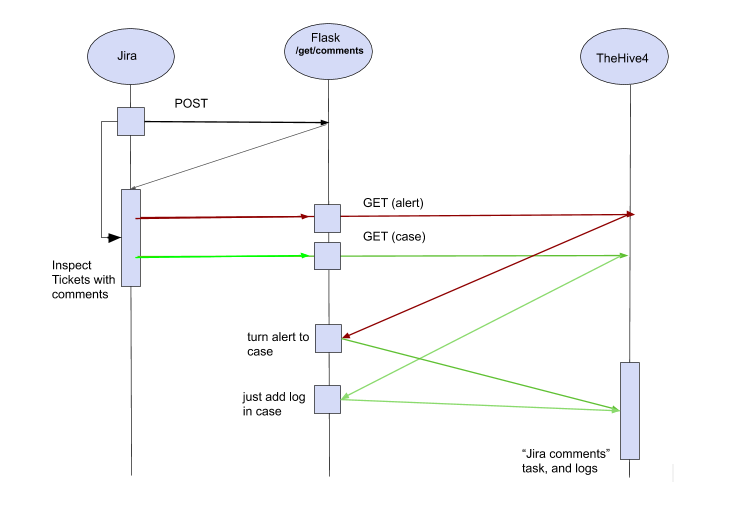 Jira
Flask
/get/comments
TheHive4
POST
GET (alert)
GET (case)
Inspect
Tickets with
comments
turn alert to
case
just add log
in case
“Jira comments”
task, and logs